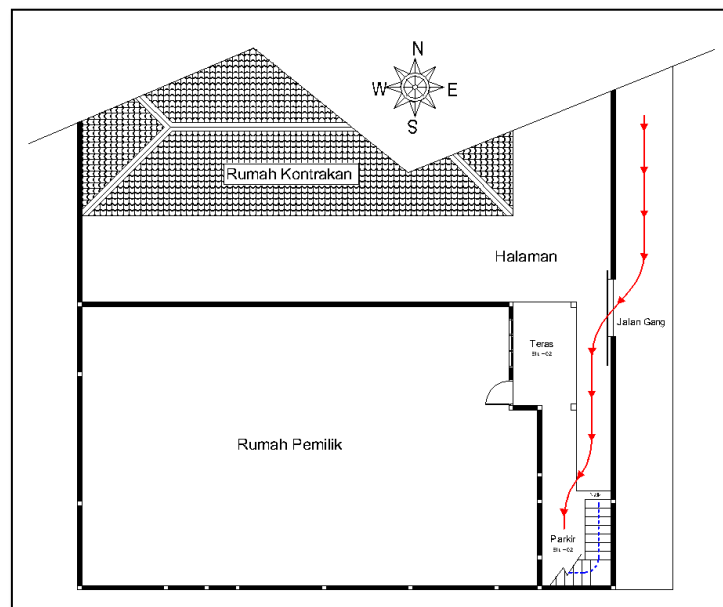 N
W E
S
Rumah Kontrakan
Halaman
Jalan Gang
Teras
Rumah Pemilik
Parkir